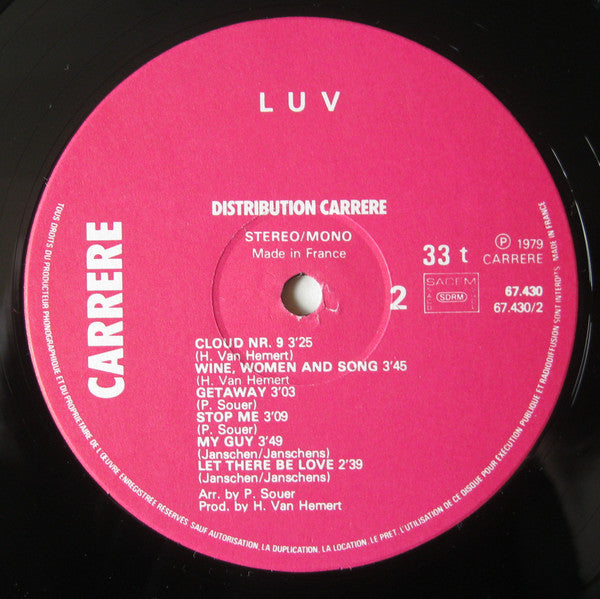 L U V
DISTRIBUTION CARRERE
STEREO/MONO
Made in France
33 t
Ⓟ 1979
CARRERE
2
SACEM
SDRM
67.430
67.430/2
CARRERE
CLOUD NR. 9 3'25
(H. Van Hemert)
WINE, WOMEN AND SONG 3'45
(H. Van Hemert
GETAWAY 3'03
(P. Souer)
STOP ME 3'09
(P. Souer)
MY GUY 3'49
(Janschen/Janschens)
LET THERE BE LOVE 2'39
(Janschen/Janschens)
Arr. by P. Souer
Prod. by H. Van Hemert
TOUS DROITS DU PRODUCTEUR PHONOGRAPHIQUE ET DU PROPRIETAIRE DE L'ŒUVRE ENREGISTREE RESERVES SAUF AUTORISATION, LA DUPLICATION, LA LOCATION, LE PRET, L'UTILISATION DE CE DISQUE POUR EXECUTION PUBLIQUE ET RADIODIFFUSION SONT INTERDITS MADE IN FRANCE